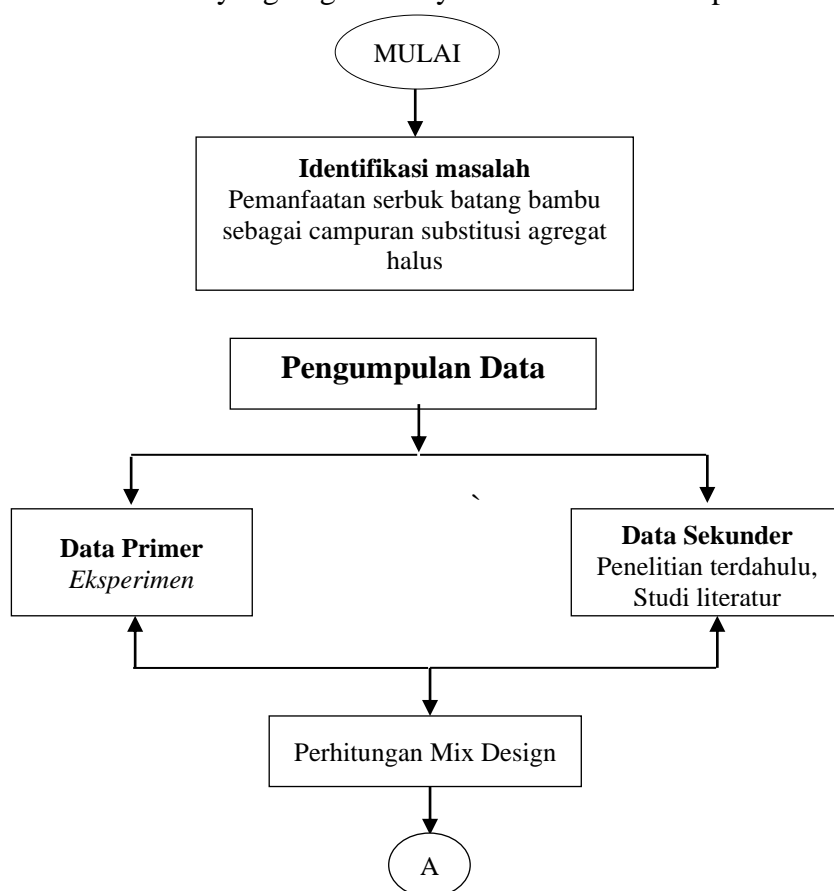 MULAI
Identifikasi masalah
Pemanfaatan serbuk batang bambu
sebagai campuran substitusi agregat
halus
Pengumpulan Data
`
Data Primer
Eksperimen
Data Sekunder
Penelitian terdahulu,
Studi literatur
Perhitungan Mix Design
A